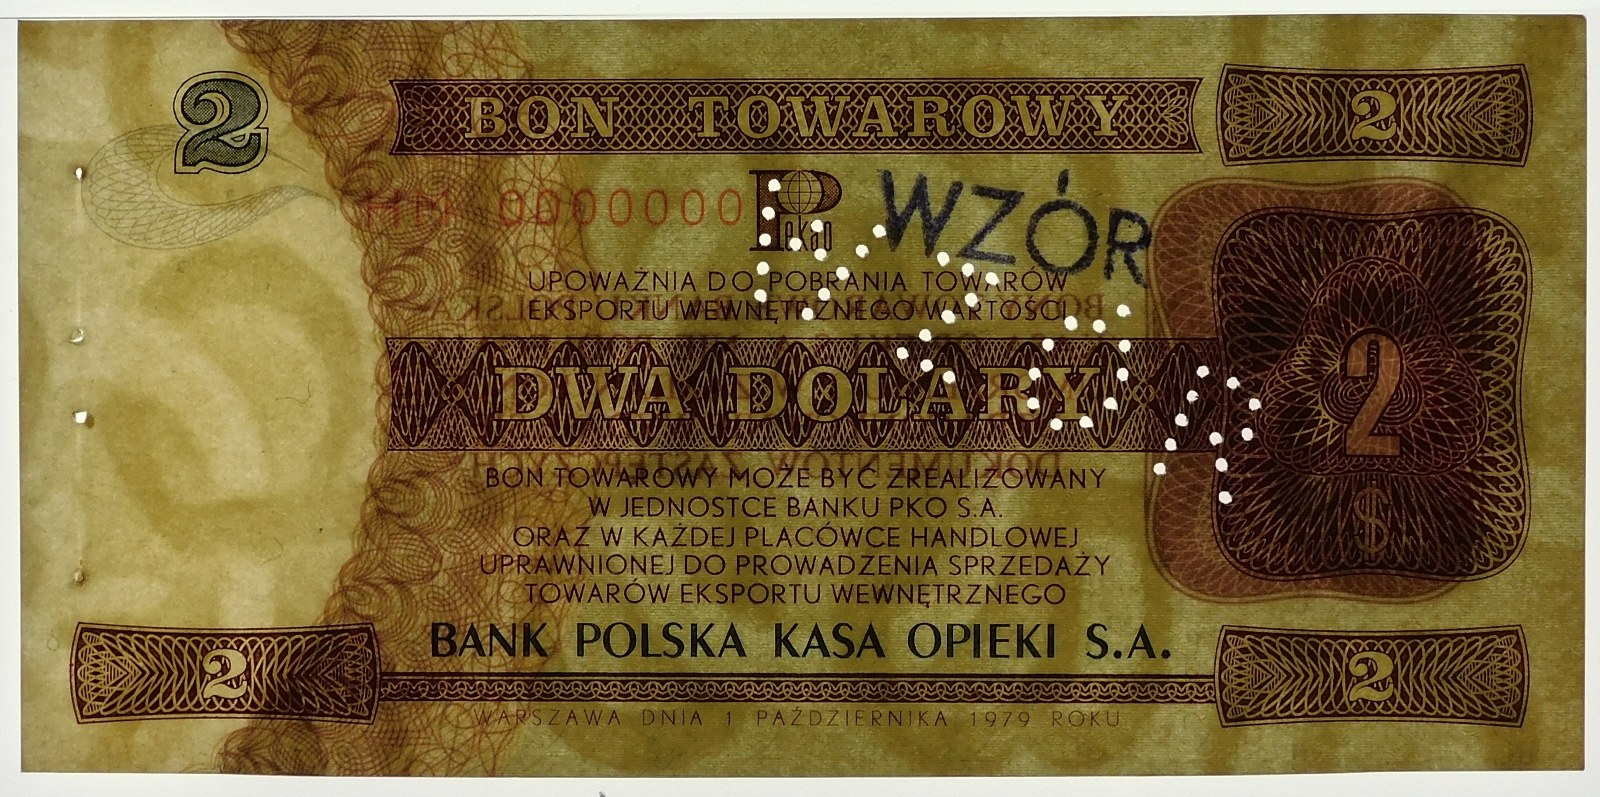 2
BON TOWAROWY
2
HM 0000000
Pekao
WZÓR
UPOWAŻNIA DO POBRANIA TOWARÓW
EKSPORTU WEWNĘTRZNEGO WARTOŚCI
DWA DOLARY
2
$
BON TOWAROWY MOŻE BYĆ ZREALIZOWANY
W JEDNOSTCE BANKU PKO S.A.
ORAZ W KAŻDEJ PLACÓWCE HANDLOWEJ
UPRAWNIONEJ DO PROWADZENIA SPRZEDAŻY
TOWARÓW EKSPORTU WEWNĘTRZNEGO
BANK POLSKA KASA OPIEKI S.A.
2
2
WARSZAWA DNIA 1 PAŹDZIERNIKA 1979 ROKU